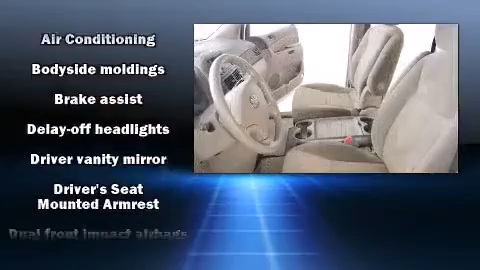 Air Conditioning
Bodyside moldings
Brake assist
Delay-off headlights
Driver vanity mirror
Driver's Seat
Mounted Armrest
Dual front impact airbags